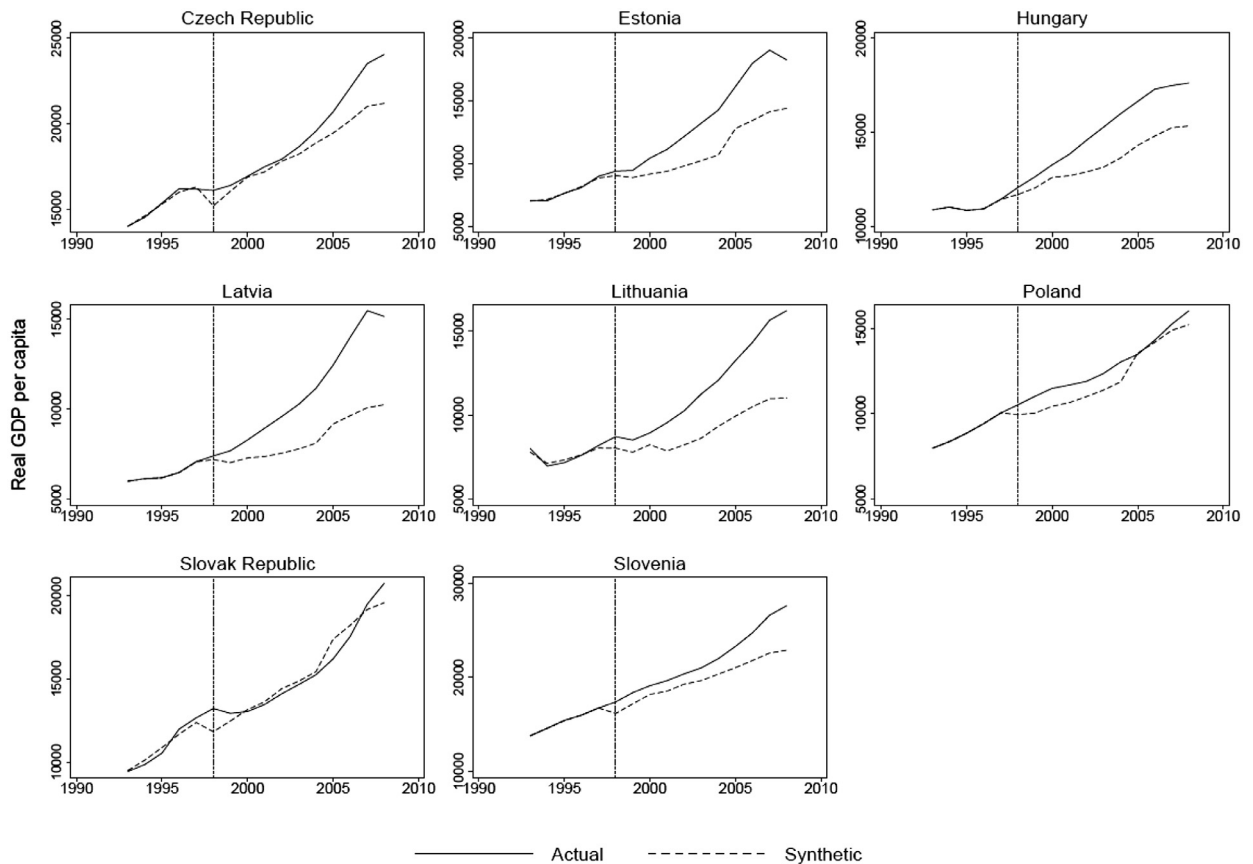 Czech Republic
Estonia
Hungary
25000
20000
15000
1990 1995 2000 2005 2010
20000
15000
10000
5000
1990 1995 2000 2005 2010
20000
15000
10000
1990 1995 2000 2005 2010
Latvia
Lithuania
Poland
Real GDP per capita
15000
10000
5000
1990 1995 2000 2005 2010
15000
10000
5000
1990 1995 2000 2005 2010
15000
10000
5000
1990 1995 2000 2005 2010
Slovak Republic
Slovenia
20000
15000
10000
1990 1995 2000 2005 2010
30000
20000
10000
1990 1995 2000 2005 2010
Actual
Synthetic